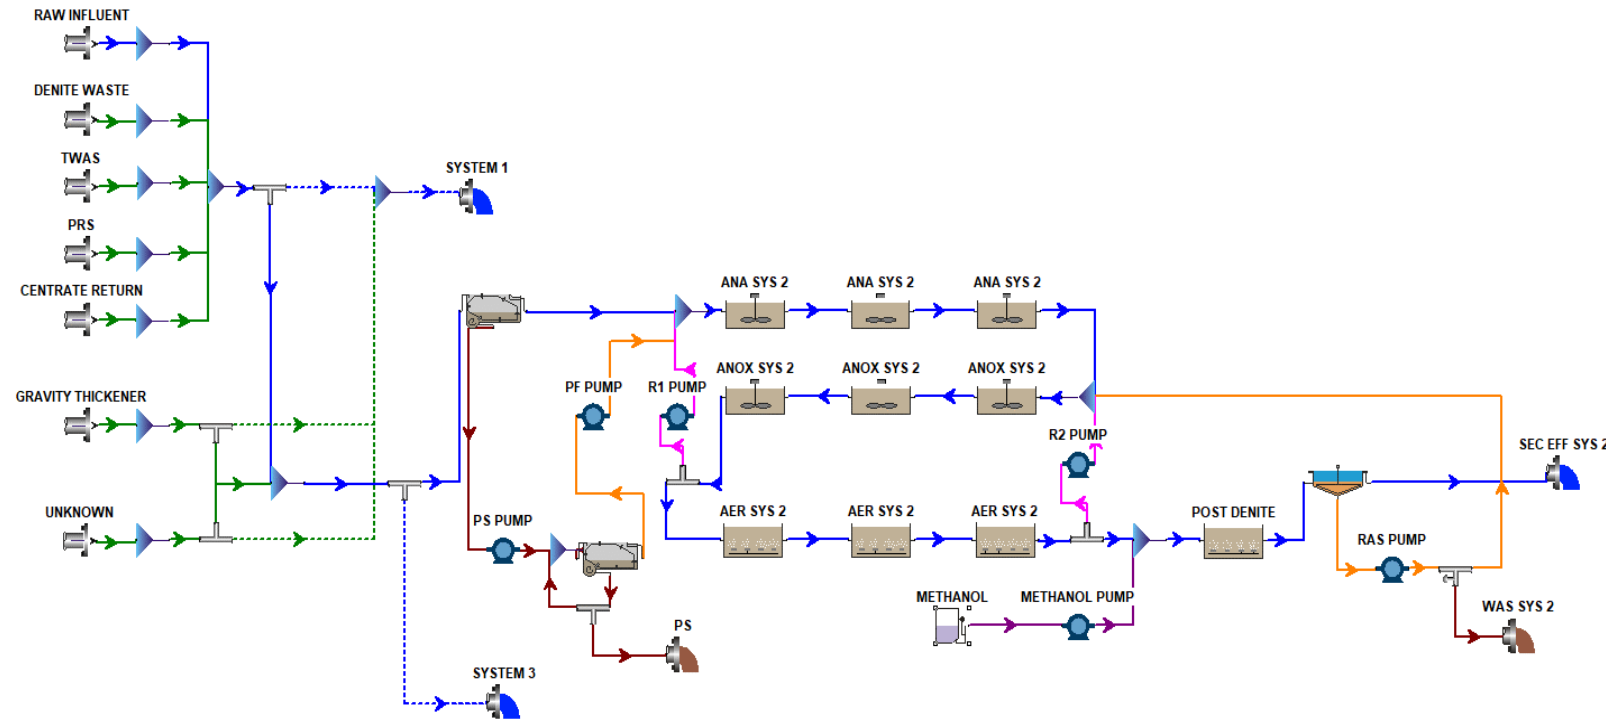 RAW INFLUENT
DENITE WASTE
TWAS
SYSTEM 1
PRS
CENTRATE RETURN
ANA SYS 2
ANA SYS 2
ANA SYS 2
GRAVITY THICKENER
PF PUMP
R1 PUMP
ANOX SYS 2
ANOX SYS 2
ANOX SYS 2
R2 PUMP
SEC EFF SYS 2
UNKNOWN
PS PUMP
AER SYS 2
AER SYS 2
AER SYS 2
POST DENITE
RAS PUMP
METHANOL
METHANOL PUMP
WAS SYS 2
PS
SYSTEM 3